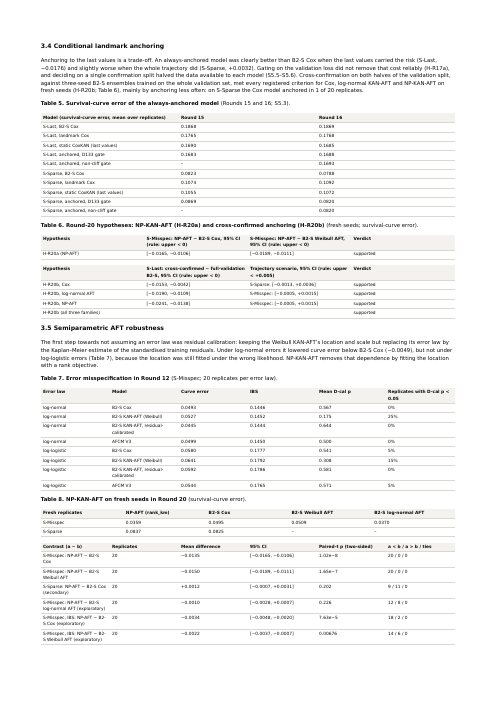 3.4 Conditional landmark anchoring
Anchoring to the last values is a trade-off. An always-anchored model was clearly better than B2-S Cox when the last values carried the risk (S-Last,
−0.0176) and slightly worse when the whole trajectory did (S-Sparse, +0.0032). Gating on the validation loss did not remove that cost reliably (H-R17a),
and deciding on a single confirmation split halved the data available to each model (S5.5–S5.6). Cross-confirmation on both halves of the validation split,
against three-seed B2-S ensembles trained on the whole validation set, met every registered criterion for Cox, log-normal KAN-AFT and NP-KAN-AFT on
fresh seeds (H-R20b; Table 6), mainly by anchoring less often: on S-Sparse the Cox model anchored in 1 of 20 replicates.
Table 5. Survival-curve error of the always-anchored model (Rounds 15 and 16; S5.3).
Model (survival-curve error, mean over replicates) Round 15 Round 16
S-Last, B2-S Cox 0.1868 0.1869
S-Last, landmark Cox 0.1765 0.1768
S-Last, static CoxKAN (last values) 0.1690 0.1685
S-Last, anchored, D133 gate 0.1683 0.1688
S-Last, anchored, non-cliff gate – 0.1693
S-Sparse, B2-S Cox 0.0823 0.0788
S-Sparse, landmark Cox 0.1073 0.1092
S-Sparse, static CoxKAN (last values) 0.1055 0.1072
S-Sparse, anchored, D133 gate 0.0869 0.0820
S-Sparse, anchored, non-cliff gate – 0.0820
Table 6. Round-20 hypotheses: NP-KAN-AFT (H-R20a) and cross-confirmed anchoring (H-R20b) (fresh seeds; survival-curve error).
Hypothesis S-Misspec: NP-AFT − B2-S Cox, 95% CI S-Misspec: NP-AFT − B2-S Weibull AFT, Verdict
(rule: upper < 0) 95% CI (rule: upper < 0)
H-R20a (NP-AFT) [−0.0165, −0.0106] [−0.0189, −0.0111] supported
Hypothesis S-Last: cross-confirmed − full-validation Trajectory scenario, 95% CI (rule: upper Verdict
B2-S, 95% CI (rule: upper < 0) < +0.005)
H-R20b, Cox [−0.0153, −0.0042] S-Sparse: [−0.0013, +0.0036] supported
H-R20b, log-normal AFT [−0.0190, −0.0109] S-Misspec: [−0.0005, +0.0015] supported
H-R20b, NP-AFT [−0.0241, −0.0138] S-Misspec: [−0.0005, +0.0015] supported
H-R20b (all three families) supported
3.5 Semiparametric AFT robustness
The first step towards not assuming an error law was residual calibration: keeping the Weibull KAN-AFT's location and scale but replacing its error law by
the Kaplan–Meier estimate of the standardised training residuals. Under log-normal errors it lowered curve error below B2-S Cox (−0.0049), but not under
log-logistic errors (Table 7), because the location was still fitted under the wrong likelihood. NP-KAN-AFT removes that dependence by fitting the location
with a rank objective.
Table 7. Error misspecification in Round 12 (S-Misspec; 20 replicates per error law).
Error law Model Curve error IBS Mean D-cal p Replicates with D-cal p <
0.05
log-normal B2-S Cox 0.0493 0.1446 0.567 0%
log-normal B2-S KAN-AFT (Weibull) 0.0527 0.1452 0.175 25%
log-normal B2-S KAN-AFT, residual- 0.0445 0.1444 0.644 0%
calibrated
log-normal AFCM V3 0.0499 0.1450 0.500 0%
log-logistic B2-S Cox 0.0580 0.1777 0.541 5%
log-logistic B2-S KAN-AFT (Weibull) 0.0641 0.1792 0.308 15%
log-logistic B2-S KAN-AFT, residual- 0.0592 0.1786 0.581 0%
calibrated
log-logistic AFCM V3 0.0544 0.1765 0.571 5%
Table 8. NP-KAN-AFT on fresh seeds in Round 20 (survival-curve error).
Fresh replicates NP-AFT (rank_km) B2-S Cox B2-S Weibull AFT B2-S log-normal AFT
S-Misspec 0.0359 0.0495 0.0509 0.0370
S-Sparse 0.0837 0.0825 – –
Contrast (a − b) Replicates Mean difference 95% CI Paired-t p (two-sided) a < b / a > b / ties
S-Misspec: NP-AFT − B2-S 20 −0.0135 [−0.0165, −0.0106] 1.02e−8 20 / 0 / 0
Cox
S-Misspec: NP-AFT − B2-S 20 −0.0150 [−0.0189, −0.0111] 1.65e−7 20 / 0 / 0
Weibull AFT
S-Sparse: NP-AFT − B2-S Cox 20 +0.0012 [−0.0007, +0.0031] 0.202 9 / 11 / 0
(secondary)
S-Misspec: NP-AFT − B2-S 20 −0.0010 [−0.0028, +0.0007] 0.226 12 / 8 / 0
log-normal AFT (exploratory)
S-Misspec, IBS: NP-AFT − B2- 20 −0.0034 [−0.0048, −0.0020] 7.63e−5 18 / 2 / 0
S Cox (exploratory)
S-Misspec, IBS: NP-AFT − B2- 20 −0.0022 [−0.0037, −0.0007] 0.00676 14 / 6 / 0
S Weibull AFT (exploratory)